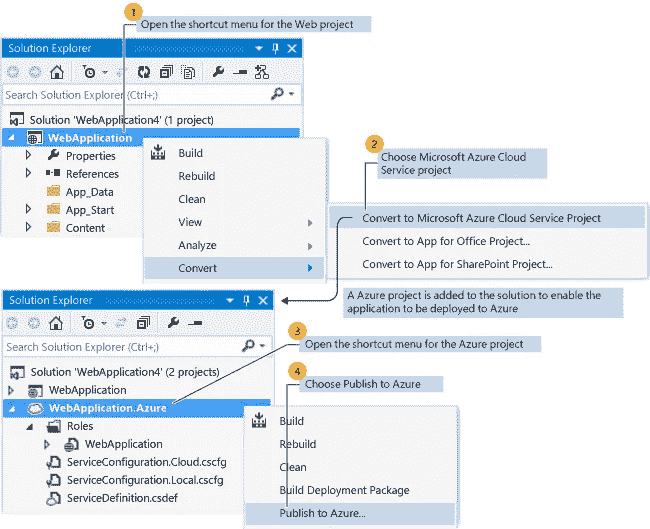 1
Open the shortcut menu for the Web project
Solution Explorer
Search Solution Explorer (Ctrl+;)
Solution 'WebApplication4' (1 project)
WebApplication
Properties
References
App_Data
App_Start
Content
Build
Rebuild
Clean
View
Analyze
Convert
2
Choose Microsoft Azure Cloud
Service project
Convert to Microsoft Azure Cloud Service Project
Convert to App for Office Project...
Convert to App for SharePoint Project...
A Azure project is added to the solution to enable the
application to be deployed to Azure
Solution Explorer
Search Solution Explorer (Ctrl+;)
Solution 'WebApplication4' (2 projects)
WebApplication
WebApplication.Azure
Roles
WebApplication
ServiceConfiguration.Cloud.cscfg
ServiceConfiguration.Local.cscfg
ServiceDefinition.csdef
3
Open the shortcut menu for the Azure project
4
Choose Publish to Azure
Build
Rebuild
Clean
Build Deployment Package
Publish to Azure...